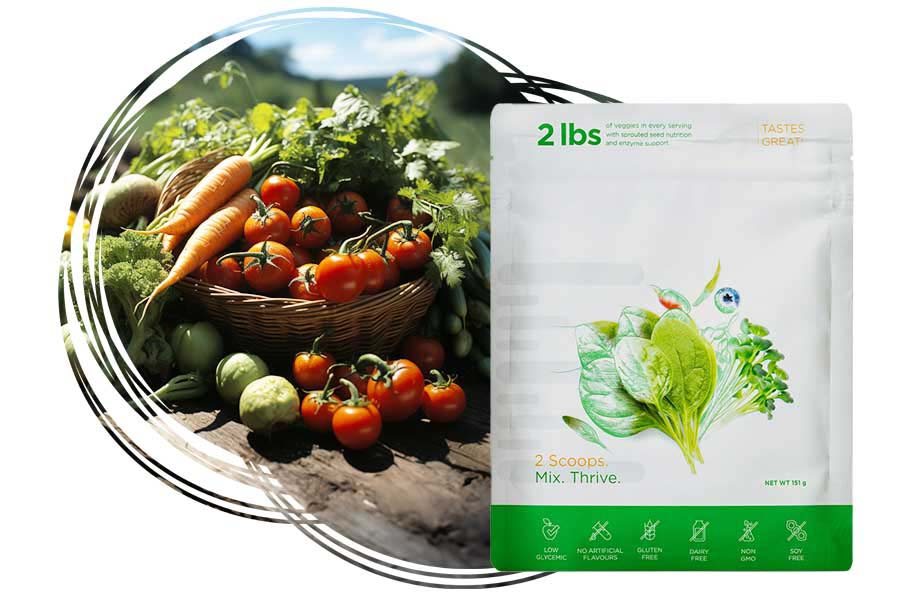 2 lbs
of veggies in every serving
with sprouted seed nutrition
and enzyme support.
TASTES
GREAT!
2 Scoops.
Mix. Thrive.
NET WT 151 g
LOW
GLYCEMIC
NO ARTIFICIAL
FLAVOURS
GLUTEN
FREE
DAIRY
FREE
NON
GMO
SOY
FREE